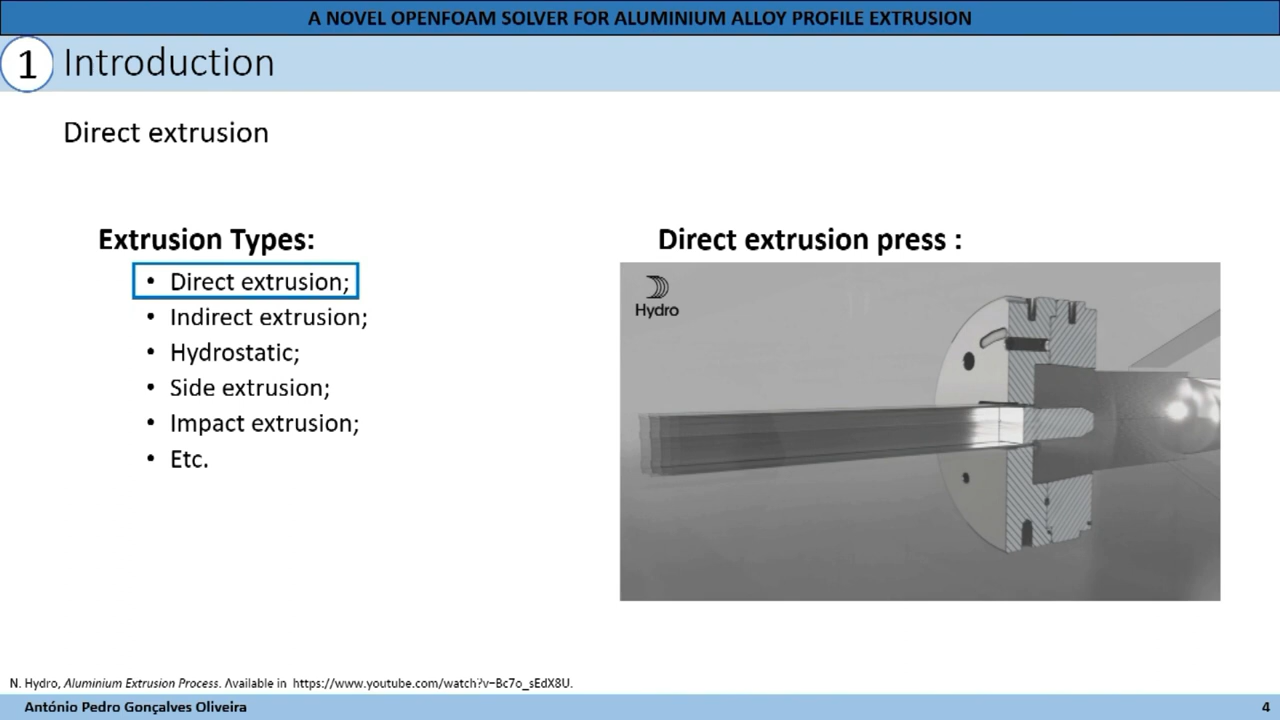 A NOVEL OPENFOAM SOLVER FOR ALUMINIUM ALLOY PROFILE EXTRUSION
1 Introduction
Direct extrusion
Extrusion Types:
• Direct extrusion;
• Indirect extrusion;
• Hydrostatic;
• Side extrusion;
• Impact extrusion;
• Etc.
Direct extrusion press :
Hydro
N. Hydro, Aluminium Extrusion Process. Available in https://www.youtube.com/watch?v=Bc7o_sEdX8U.
António Pedro Gonçalves Oliveira
4